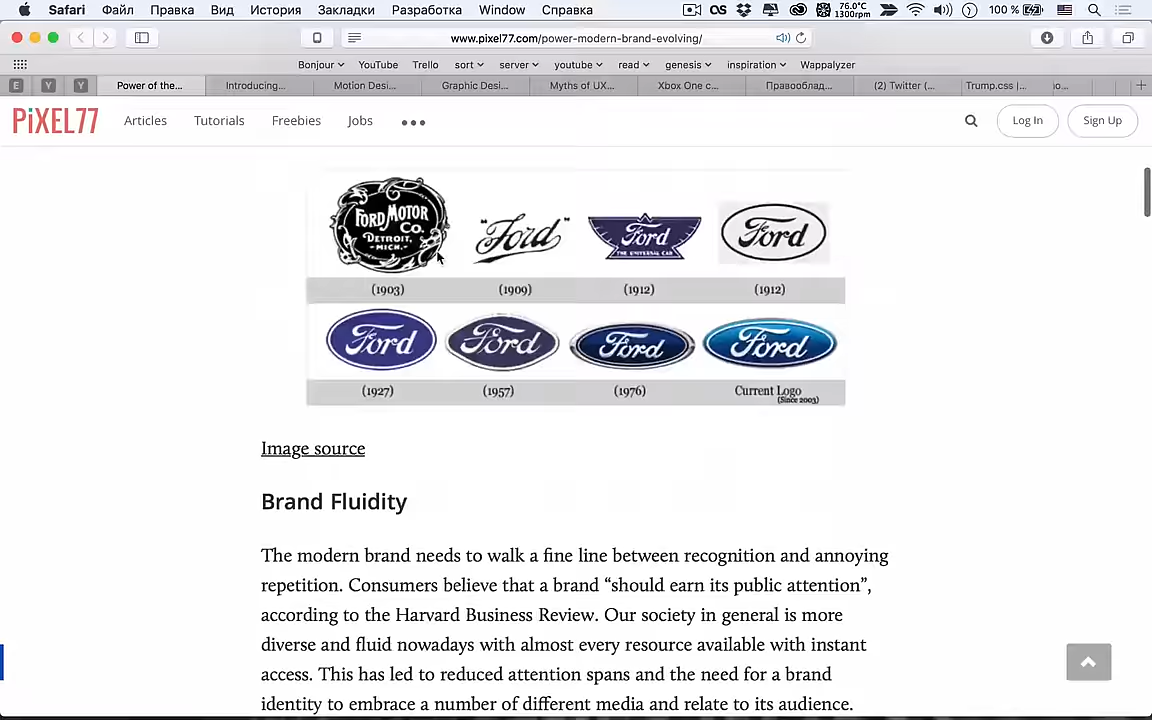 Safari Файл Правка Вид История Закладки Разработка Window Справка 76.0°C 1300rpm 100 %
www.pixel77.com/power-modern-brand-evolving/
Bonjour YouTube Trello sort server youtube read genesis inspiration Wappalyzer
E Y Y Power of the... Introducing... Motion Desi... Graphic Desi... Myths of UX... Xbox One c... Правооблад... (2) Twitter (... Trump.css |...
PiXEL77 Articles Tutorials Freebies Jobs Log In Sign Up
FORD MOTOR
Co.
DETROIT,
-MICH.-
"Ford"
Ford
THE UNIVERSAL CAR
Ford
(1903) (1909) (1912) (1912)
Ford Ford Ford Ford
(1927) (1957) (1976) Current Logo
(Since 2003)
Image source
Brand Fluidity
The modern brand needs to walk a fine line between recognition and annoying
repetition. Consumers believe that a brand “should earn its public attention”,
according to the Harvard Business Review. Our society in general is more
diverse and fluid nowadays with almost every resource available with instant
access. This has led to reduced attention spans and the need for a brand
identity to embrace a number of different media and relate to its audience.